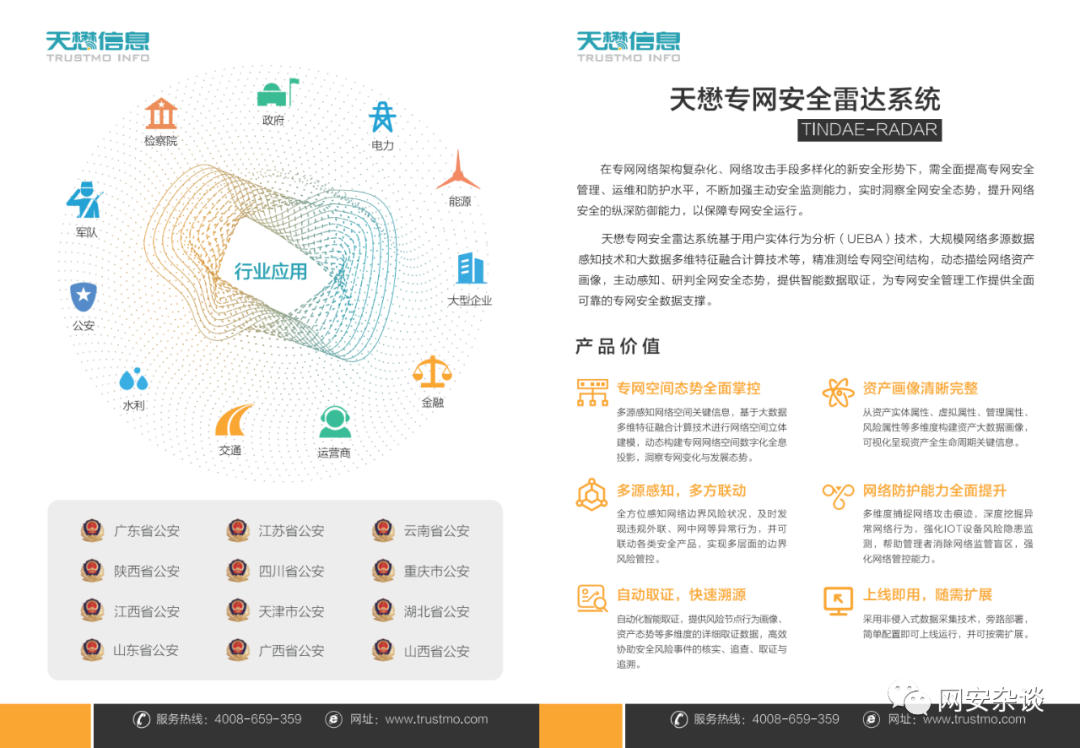 天懋信息
TRUSTMO INFO
政府
检察院
电力
能源
军队
行业应用
大型企业
公安
水利
金融
交通
运营商
广东省公安
江苏省公安
云南省公安
陕西省公安
四川省公安
重庆市公安
江西省公安
天津市公安
湖北省公安
山东省公安
广西省公安
山西省公安
服务热线：4008-659-359
网址：www.trustmo.com
天懋信息
TRUSTMO INFO
天懋专网安全雷达系统
TINDAE-RADAR
在专网网络架构复杂化、网络攻击手段多样化的新安全形势下，需全面提高专网安全
管理、运维和防护水平，不断加强主动安全监测能力，实时洞察全网安全态势，提升网络
安全的纵深防御能力，以保障专网安全运行。
天懋专网安全雷达系统基于用户实体行为分析（UEBA）技术，大规模网络多源数据
感知技术和大数据多维特征融合计算技术等，精准测绘专网空间结构，动态描绘网络资产
画像，主动感知、研判全网安全态势，提供智能数据取证，为专网安全管理工作提供全面
可靠的专网安全数据支撑。
产品价值
专网空间态势全面掌控
多源感知网络空间关键信息，基于大数据
多维特征融合计算技术进行网络空间立体
建模，动态构建专网网络空间数字化全息
投影，洞察专网变化与发展态势。
资产画像清晰完整
从资产实体属性、虚拟属性、管理属性、
风险属性等多维度构建资产大数据画像，
可视化呈现资产全生命周期关键信息。
多源感知，多方联动
全方位感知网络边界风险状况，及时发
现违规外联、网中网等异常行为，并可
联动各类安全产品，实现多层面的边界
风险管控。
网络防护能力全面提升
多维度捕捉网络攻击痕迹，深度挖掘异
常网络行为，强化IOT设备风险隐患监
测，帮助管理者消除网络监管盲区，强
化网络管控能力。
自动取证，快速溯源
自动化智能取证，提供风险节点行为画像、
资产态势等多维度的详细取证数据，高效
协助安全风险事件的核实、追查、取证与
追溯。
上线即用，随需扩展
采用非侵入式数据采集技术，旁路部署，
简单配置即可上线运行，并可按需扩展。
服务热线：4008-659-359
网址：www.trustmo.com
网安杂谈